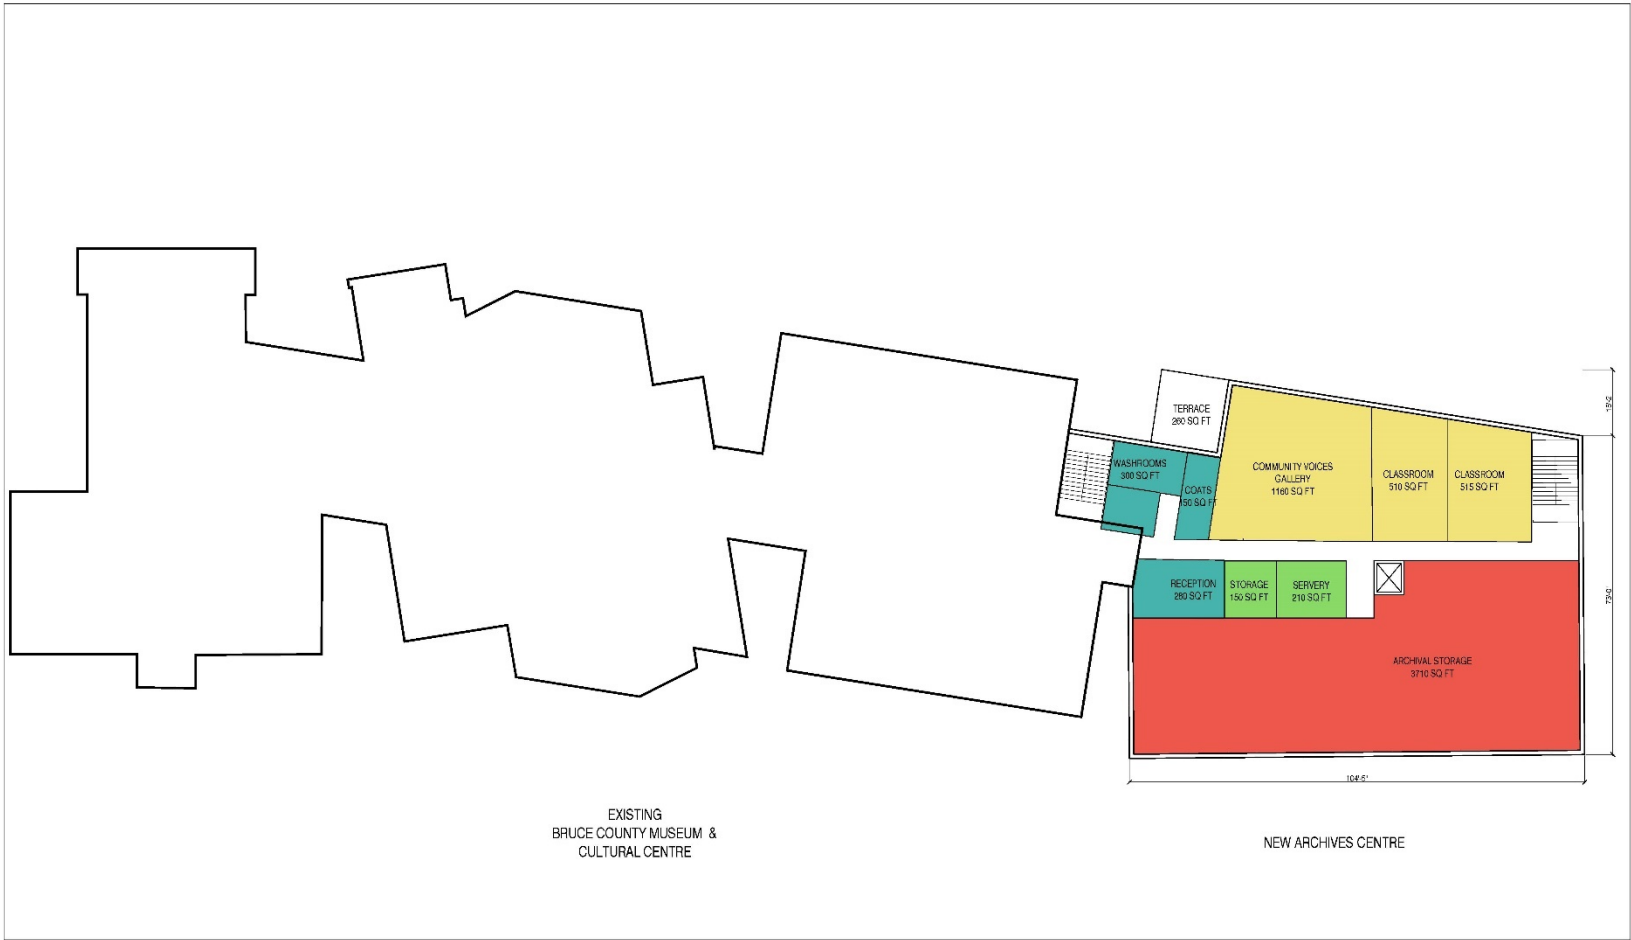 TERRACE
260 SQ FT
WASHROOMS
300 SQ FT
COATS
150 SQ FT
COMMUNITY VOICES
GALLERY
1160 SQ FT
CLASSROOM
510 SQ FT
CLASSROOM
515 SQ FT
RECEPTION
280 SQ FT
STORAGE
150 SQ FT
SERVERY
210 SQ FT
ARCHIVAL STORAGE
3710 SQ FT
73'-0"
104'-5"
EXISTING
BRUCE COUNTY MUSEUM &
CULTURAL CENTRE
NEW ARCHIVES CENTRE